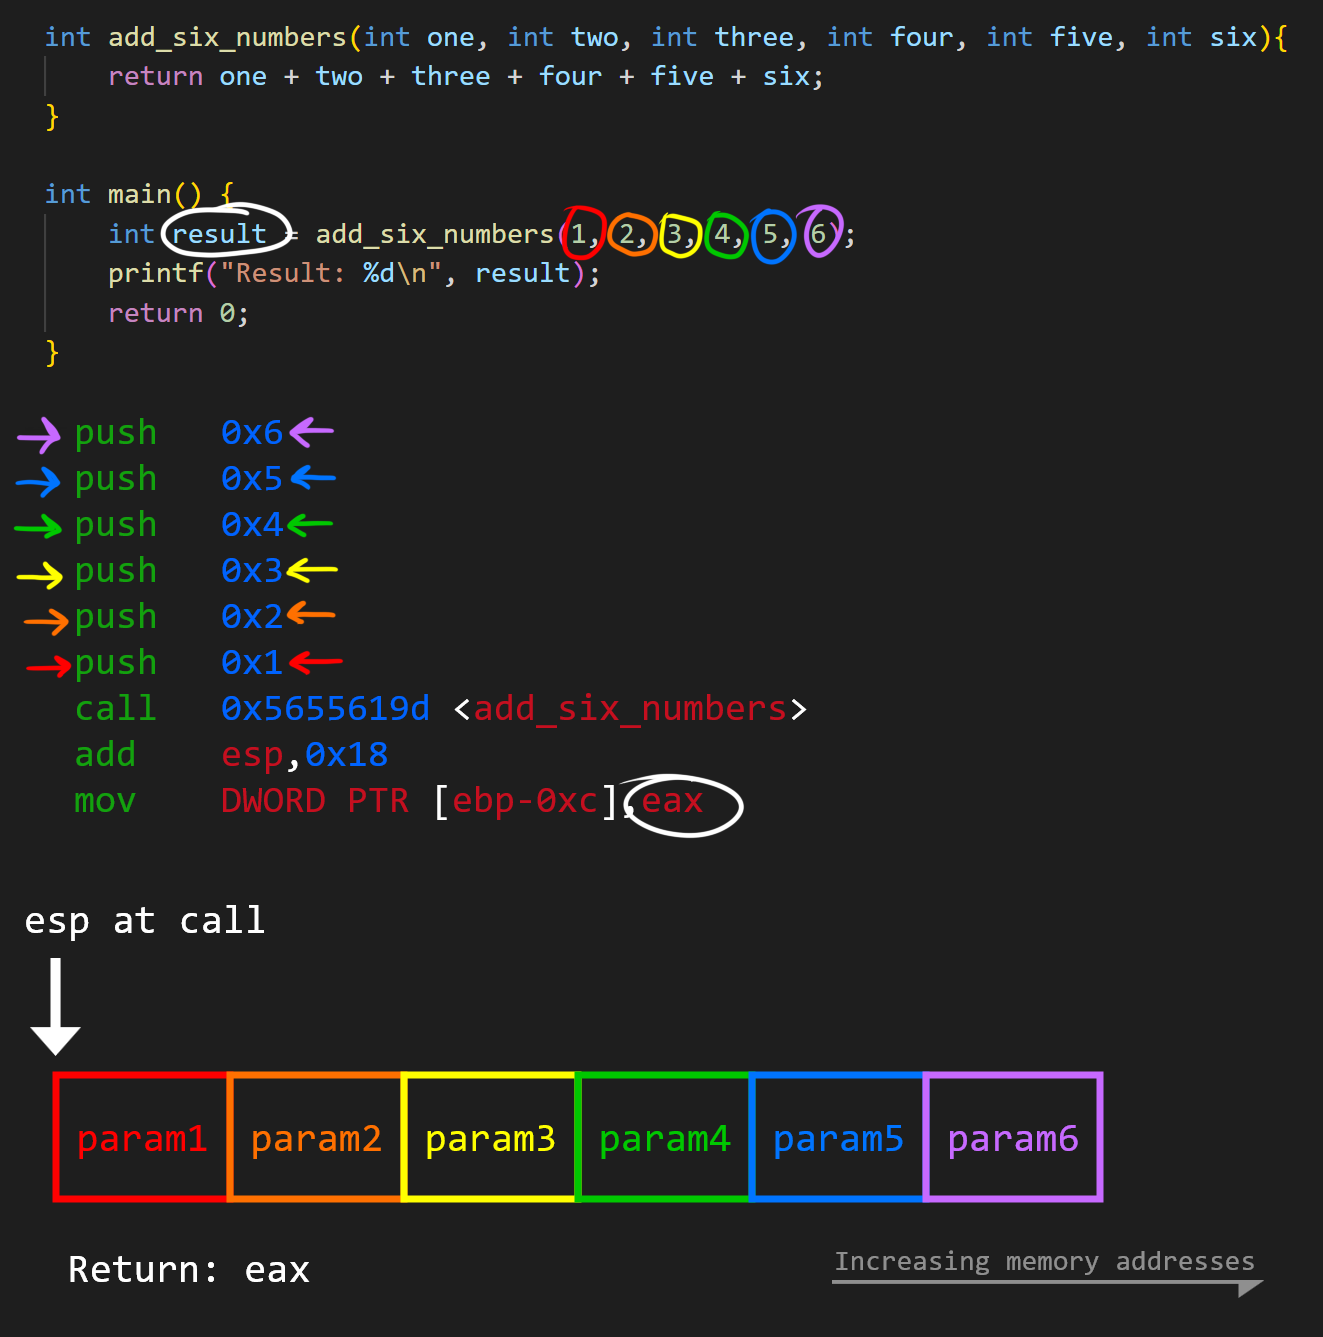 int add_six_numbers(int one, int two, int three, int four, int five, int six){
    return one + two + three + four + five + six;
}
int main() {
    int result = add_six_numbers(1, 2, 3, 4, 5, 6);
    printf("Result: %d\n", result);
    return 0;
}
push 0x6
push 0x5
push 0x4
push 0x3
push 0x2
push 0x1
call 0x5655619d <add_six_numbers>
add esp,0x18
mov DWORD PTR [ebp-0xc],eax
esp at call
param1 param2 param3 param4 param5 param6
Return: eax
Increasing memory addresses